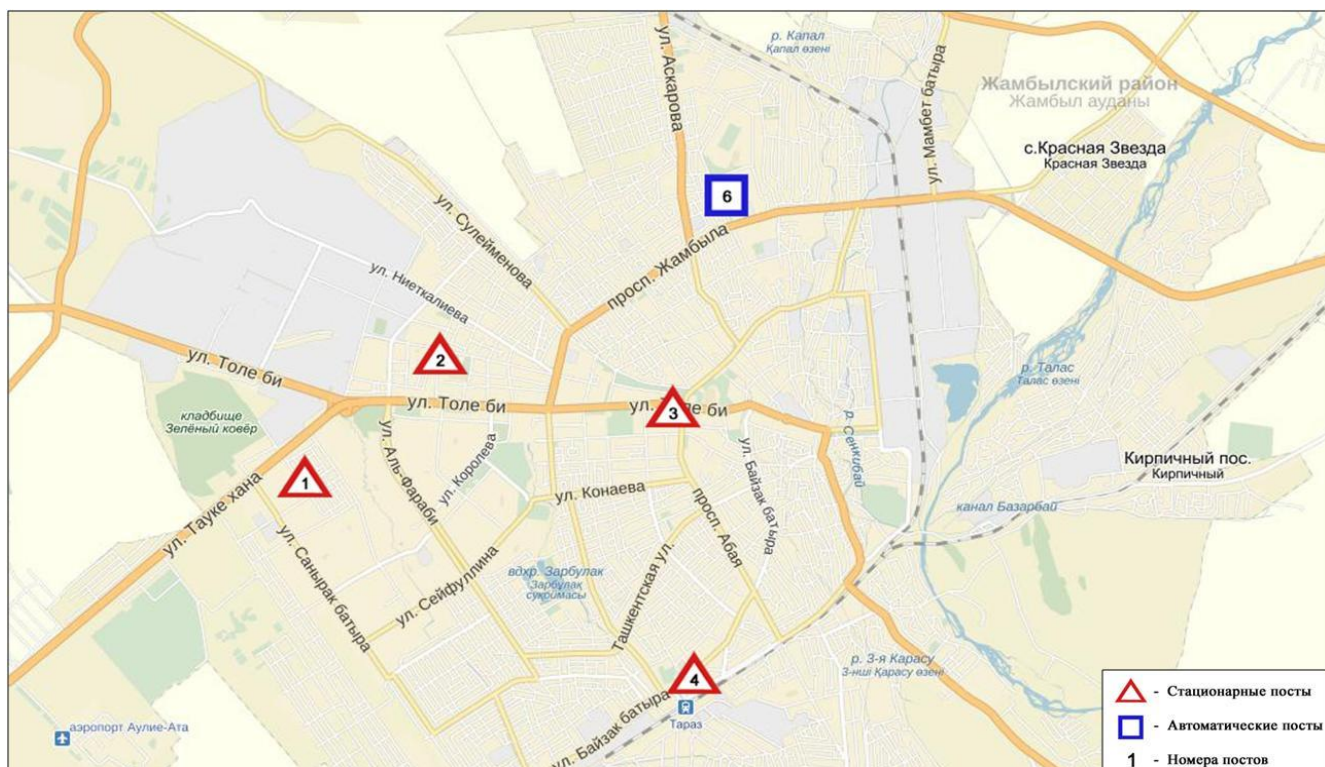 ул. Аскарова
р. Капал
Қапал өзені
ул. Мамбет батыра
Жамбылский район
Жамбыл ауданы
с.Красная Звезда
Красная Звезда
6
ул. Сулейменова
просп. Жамбыла
ул. Ниеткалиева
2
ул. Толе би
р. Талас
Талас өзені
кладбище
Зелёный ковёр
ул. Толе би
ул. Толе би
3
р. Сенкибай
ул. Аль-Фараби
ул. Королева
ул. Байзак батыра
Кирпичный пос.
Кирпичный
1
ул. Конаева
просп. Абая
канал Базарбай
ул. Тауке хана
ул. Санырак батыра
ул. Сейфуллина
вдхр. Зарбулак
Зарбулақ
суқоймасы
Ташкентская ул.
4
р. 3-я Карасу
3-нші Қарасу өзені
ул. Байзак батыра
Тараз
аэропорт Аулие-Ата
- Стационарные посты
- Автоматические посты
1 - Номера постов